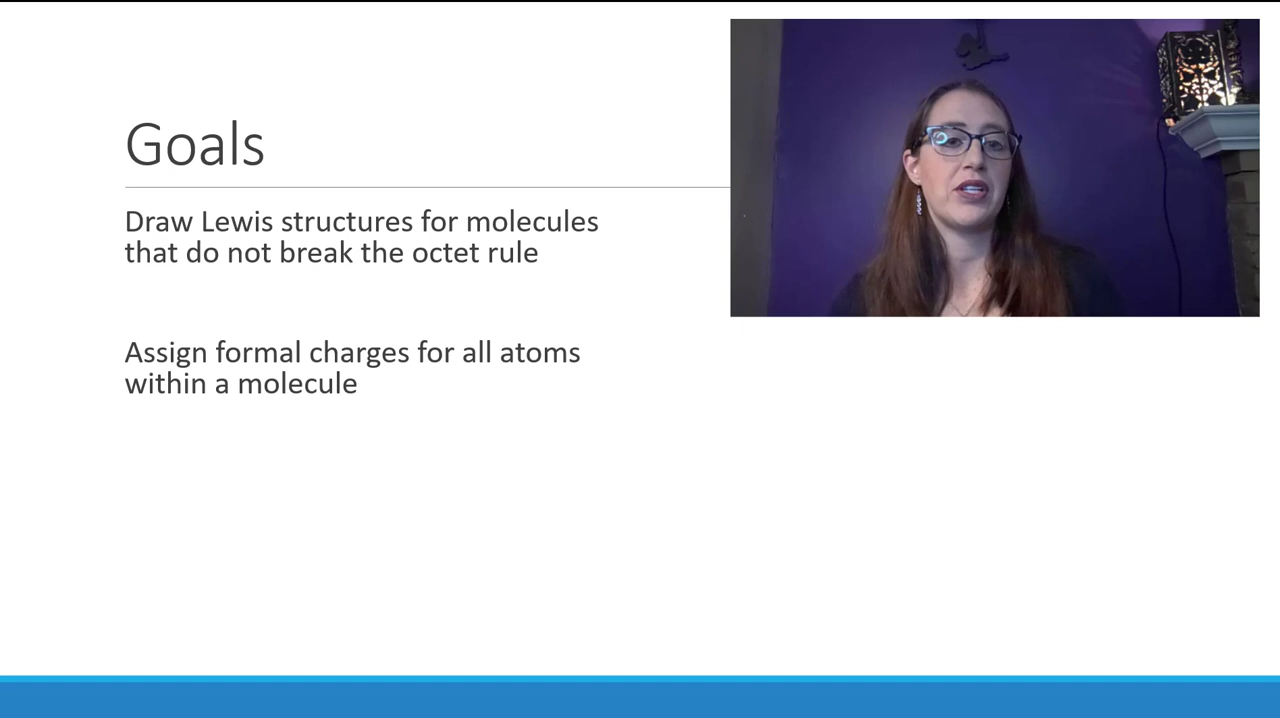 Goals
Draw Lewis structures for molecules
that do not break the octet rule
Assign formal charges for all atoms
within a molecule